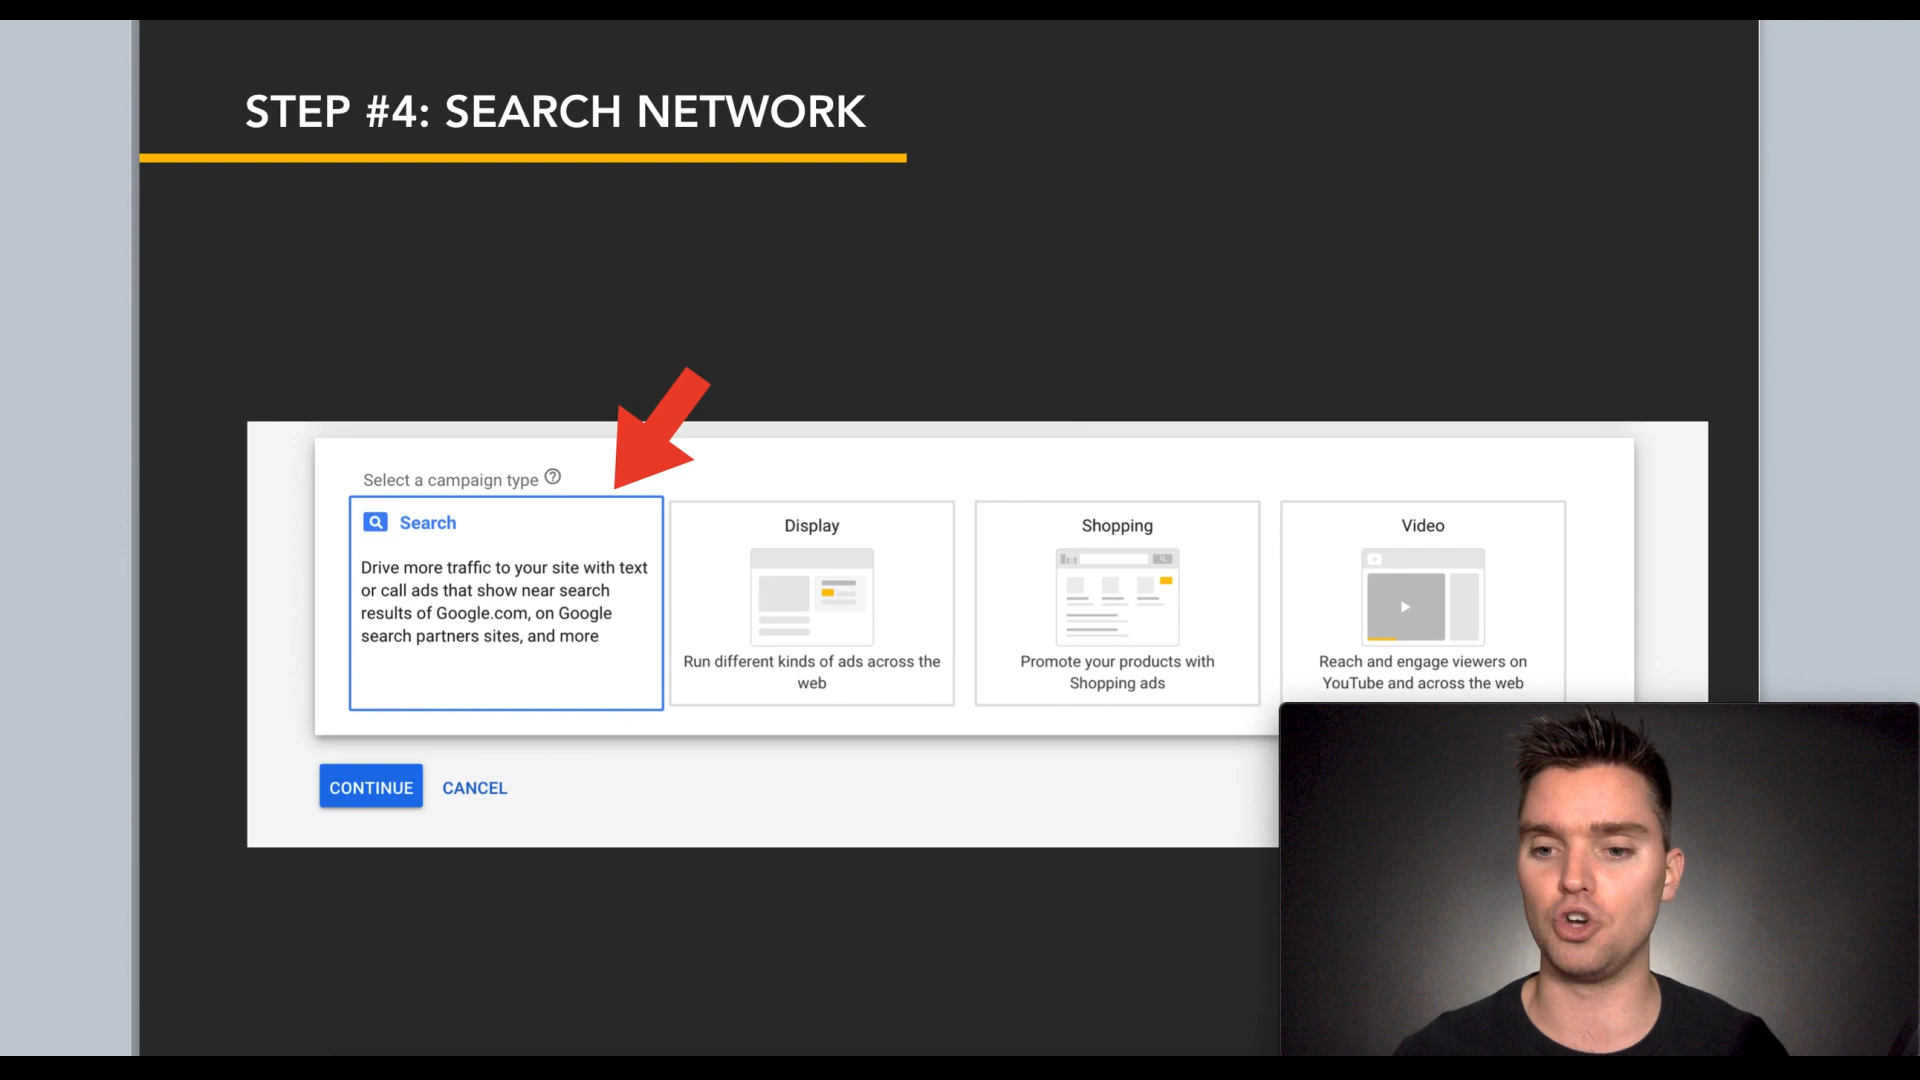 STEP #4: SEARCH NETWORK
Select a campaign type ?
Search
Drive more traffic to your site with text
or call ads that show near search
results of Google.com, on Google
search partners sites, and more
Display
Run different kinds of ads across the
web
Shopping
Promote your products with
Shopping ads
Video
Reach and engage viewers on
YouTube and across the web
CONTINUE
CANCEL